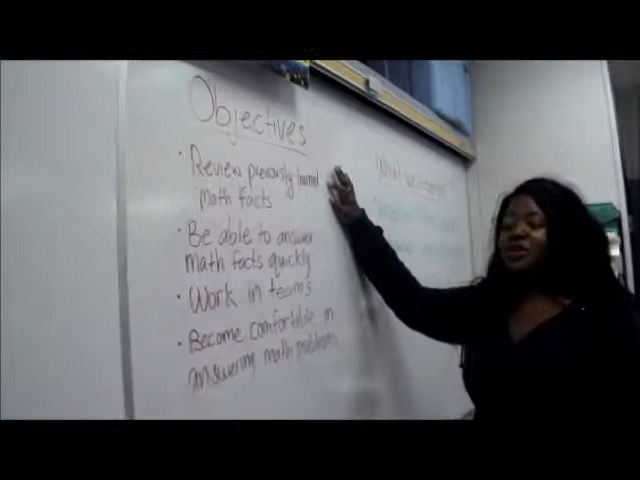 Objectives
• Review previously learned
Math facts
• Be able to answer
math facts quickly
• Work in teams
• Become comfortable in
answering math problems
What